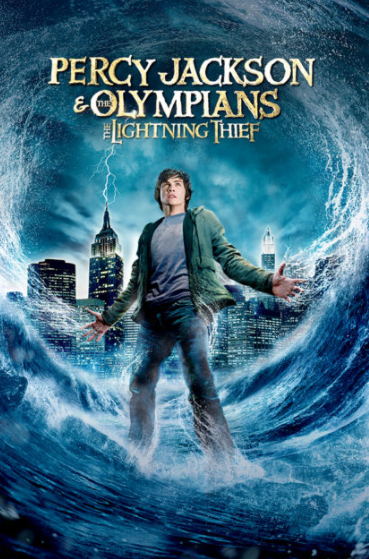 PERCY JACKSON
& THE OLYMPIANS
THE LIGHTNING THIEF